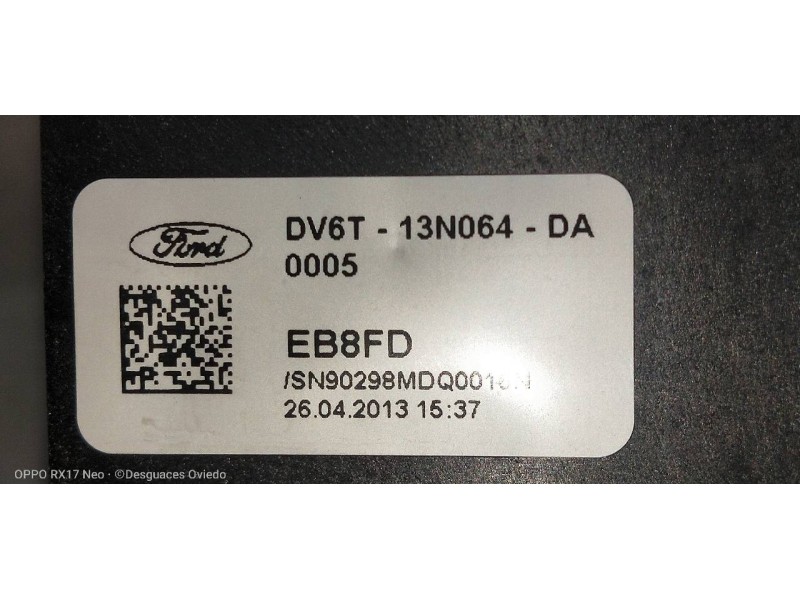 Ford
DV6T - 13N064 - DA
0005
EB8FD
26.04.2013 15:37
OPPO RX17 Neo · ©Desguaces Oviedo